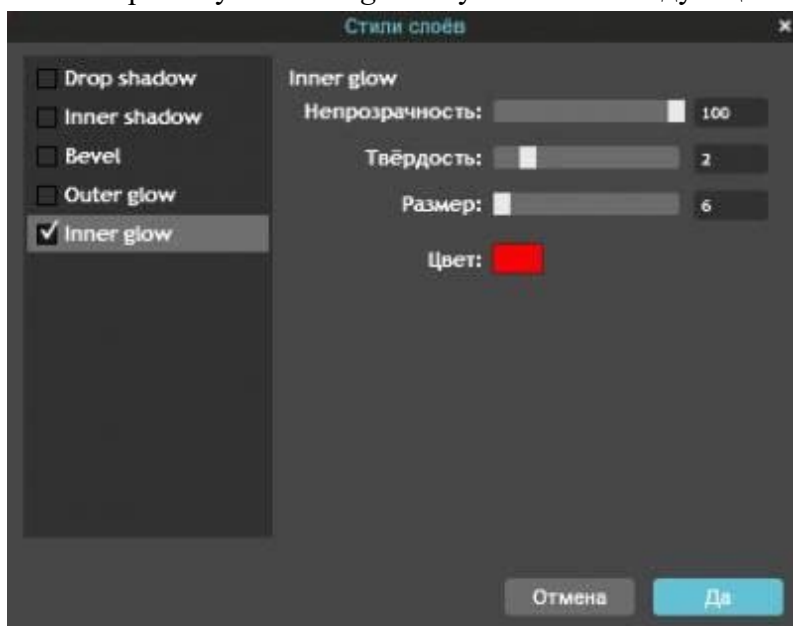 Стили слоёв
Drop shadow
Inner shadow
Bevel
Outer glow
Inner glow
Inner glow
Непрозрачность: 100
Твёрдость: 2
Размер: 6
Цвет:
Отмена
Да